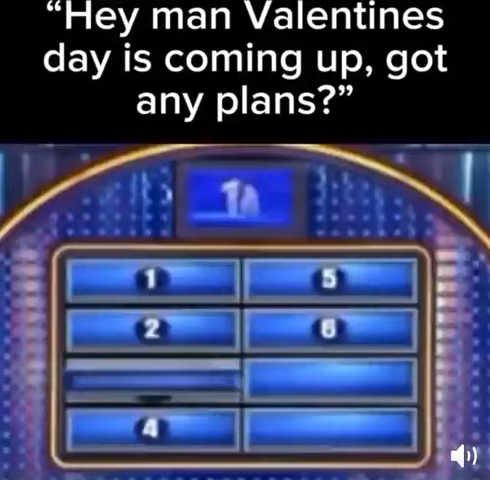 “Hey man Valentines
day is coming up, got
any plans?”
1
5
2
6
4